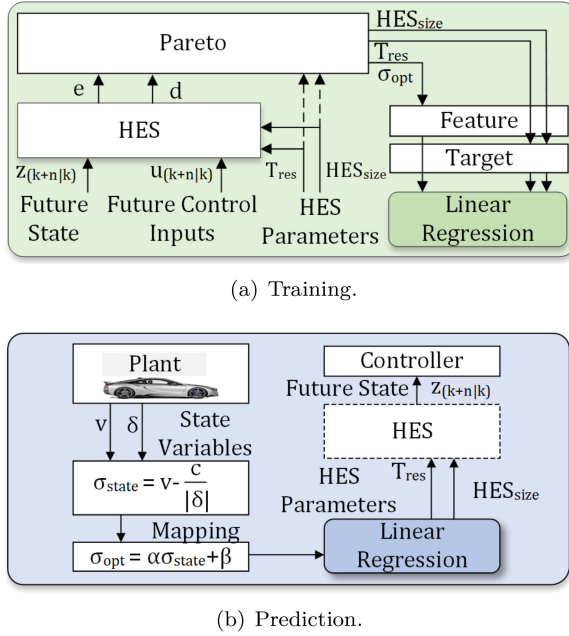 HES_size
Pareto
T_res
σ_opt
e d
Feature
HES
Target
z_(k+n|k) u_(k+n|k) T_res HES_size
Future Future Control HES Linear
State Inputs Parameters Regression
(a) Training.
Plant Controller
Future State z_(k+n|k)
v δ State
Variables
HES
σ_state = v- c/|δ|
HES T_res
Parameters HES_size
Mapping
σ_opt = ασ_state+β
Linear
Regression
(b) Prediction.